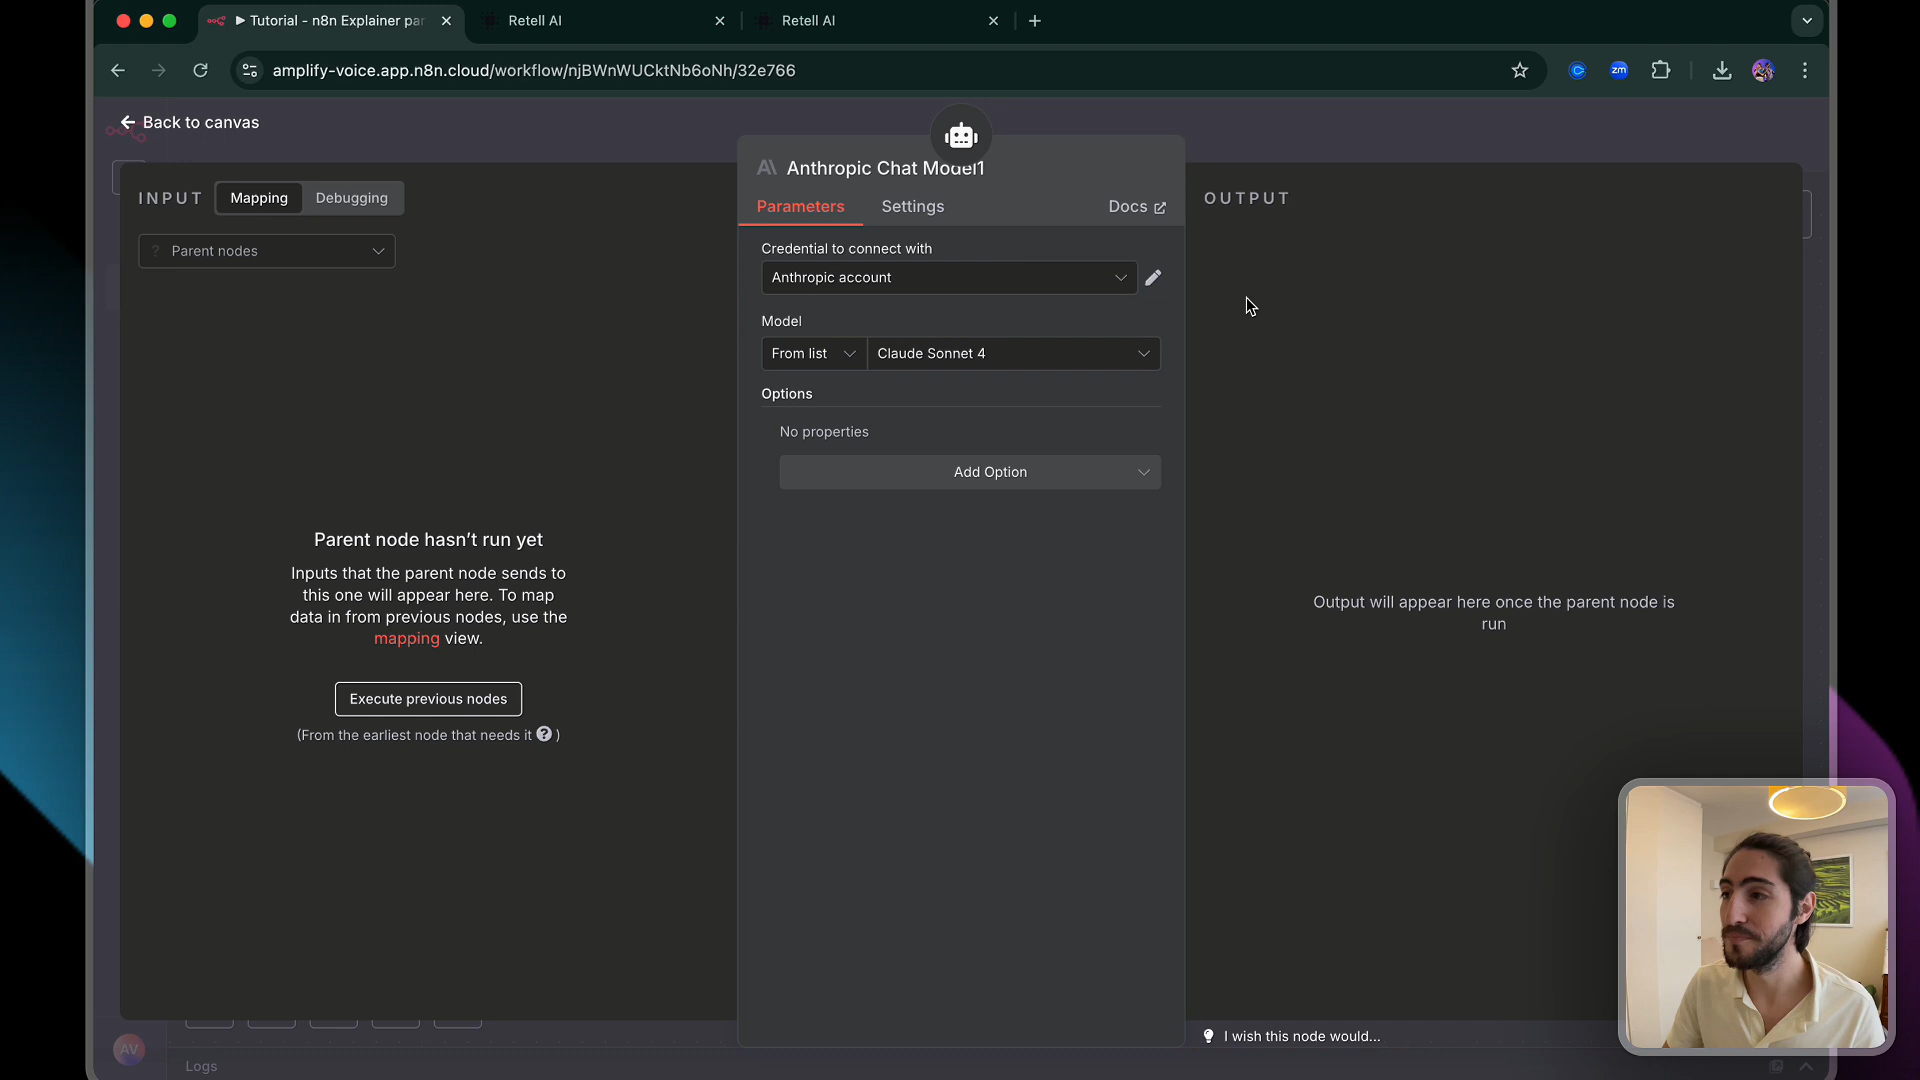 Tutorial - n8n Explainer par
Retell AI
Retell AI
amplify-voice.app.n8n.cloud/workflow/njBWnWUCktNb6oNh/32e766
zm
Back to canvas
Anthropic Chat Model1
INPUT
Mapping
Debugging
Parameters
Settings
Docs
OUTPUT
Parent nodes
Credential to connect with
Anthropic account
Model
From list
Claude Sonnet 4
Options
No properties
Add Option
Parent node hasn't run yet
Inputs that the parent node sends to
this one will appear here. To map
data in from previous nodes, use the
mapping view.
Execute previous nodes
(From the earliest node that needs it ? )
Output will appear here once the parent node is
run
I wish this node would...
AV
Logs